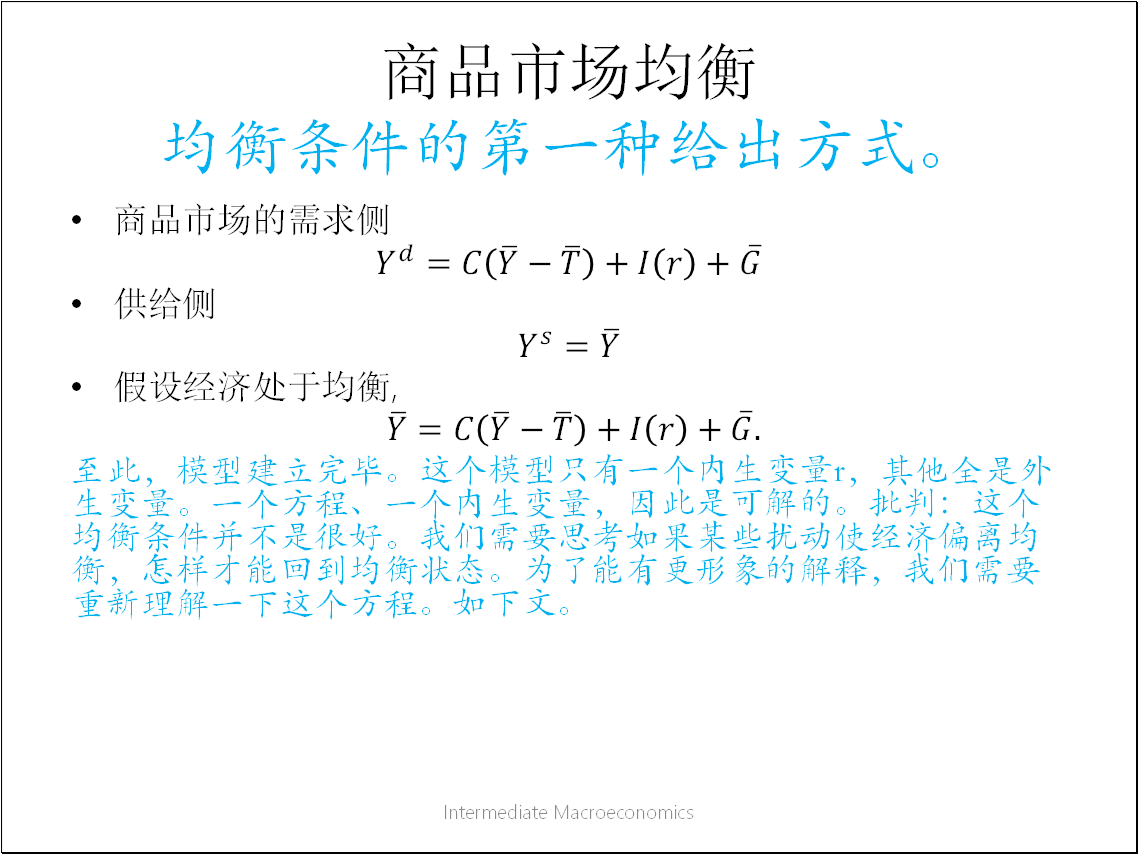 商品市场均衡
均衡条件的第一种给出方式。
• 商品市场的需求侧
Y^d = C(Ȳ − T̄) + I(r) + Ḡ
• 供给侧
Y^s = Ȳ
• 假设经济处于均衡,
Ȳ = C(Ȳ − T̄) + I(r) + Ḡ.
至此，模型建立完毕。这个模型只有一个内生变量r，其他全是外
生变量。一个方程、一个内生变量，因此是可解的。批判：这个
均衡条件并不是很好。我们需要思考如果某些扰动使经济偏离均
衡，怎样才能回到均衡状态。为了能有更形象的解释，我们需要
重新理解一下这个方程。如下文。
Intermediate Macroeconomics